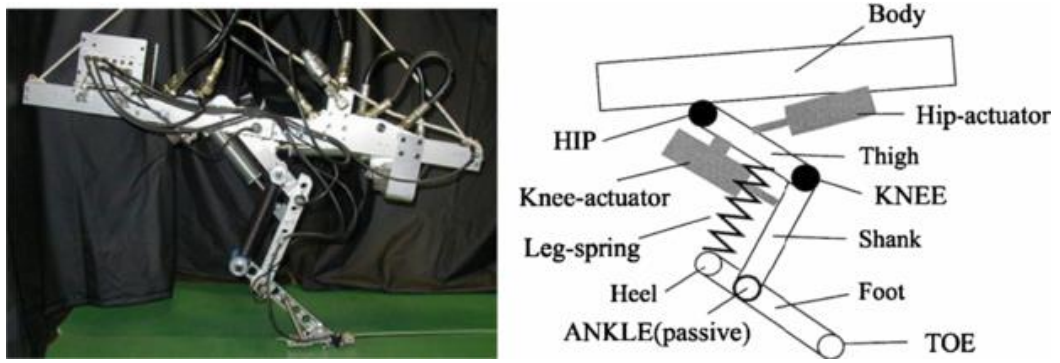 Body
Hip-actuator
HIP
Thigh
Knee-actuator
KNEE
Leg-spring
Shank
Heel
Foot
ANKLE(passive)
TOE